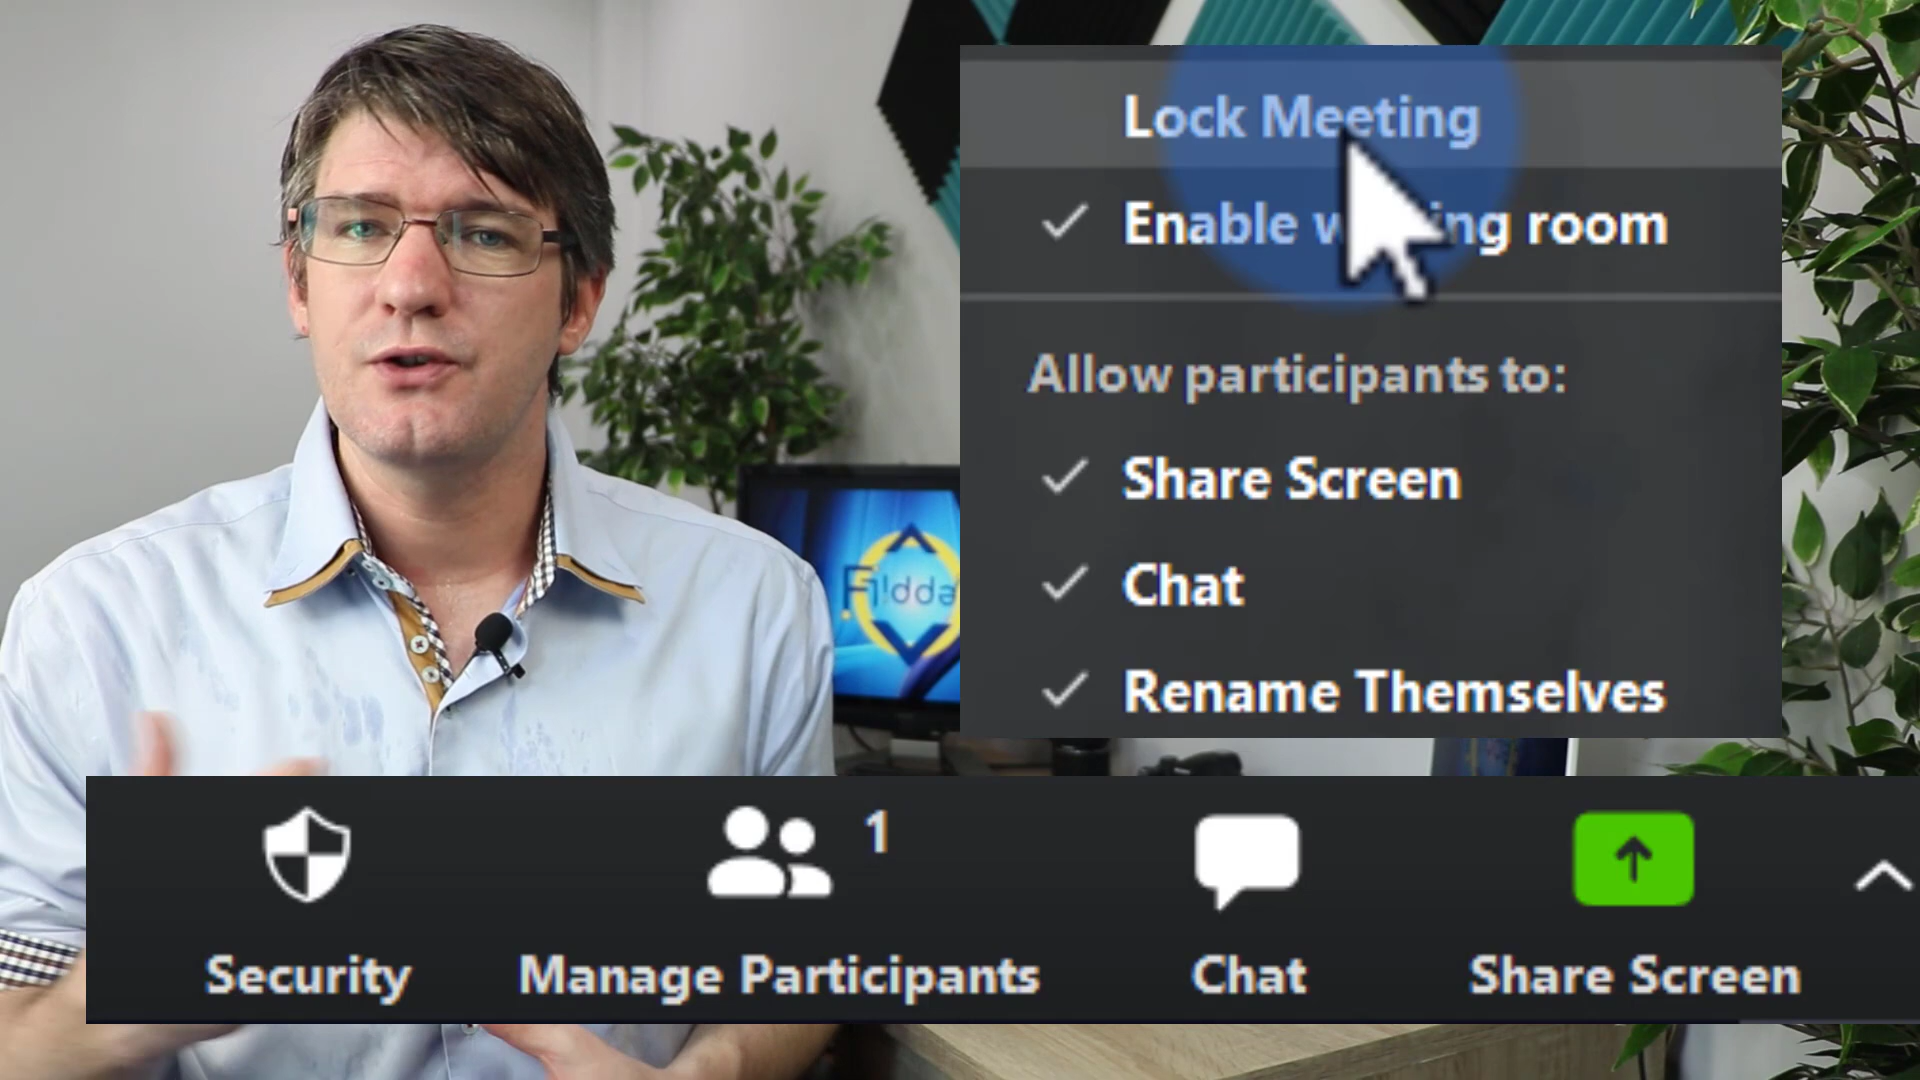 Lock Meeting
Enable room
Allow participants to:
Share Screen
Chat
Rename Themselves
1
Security
Manage Participants
Chat
Share Screen